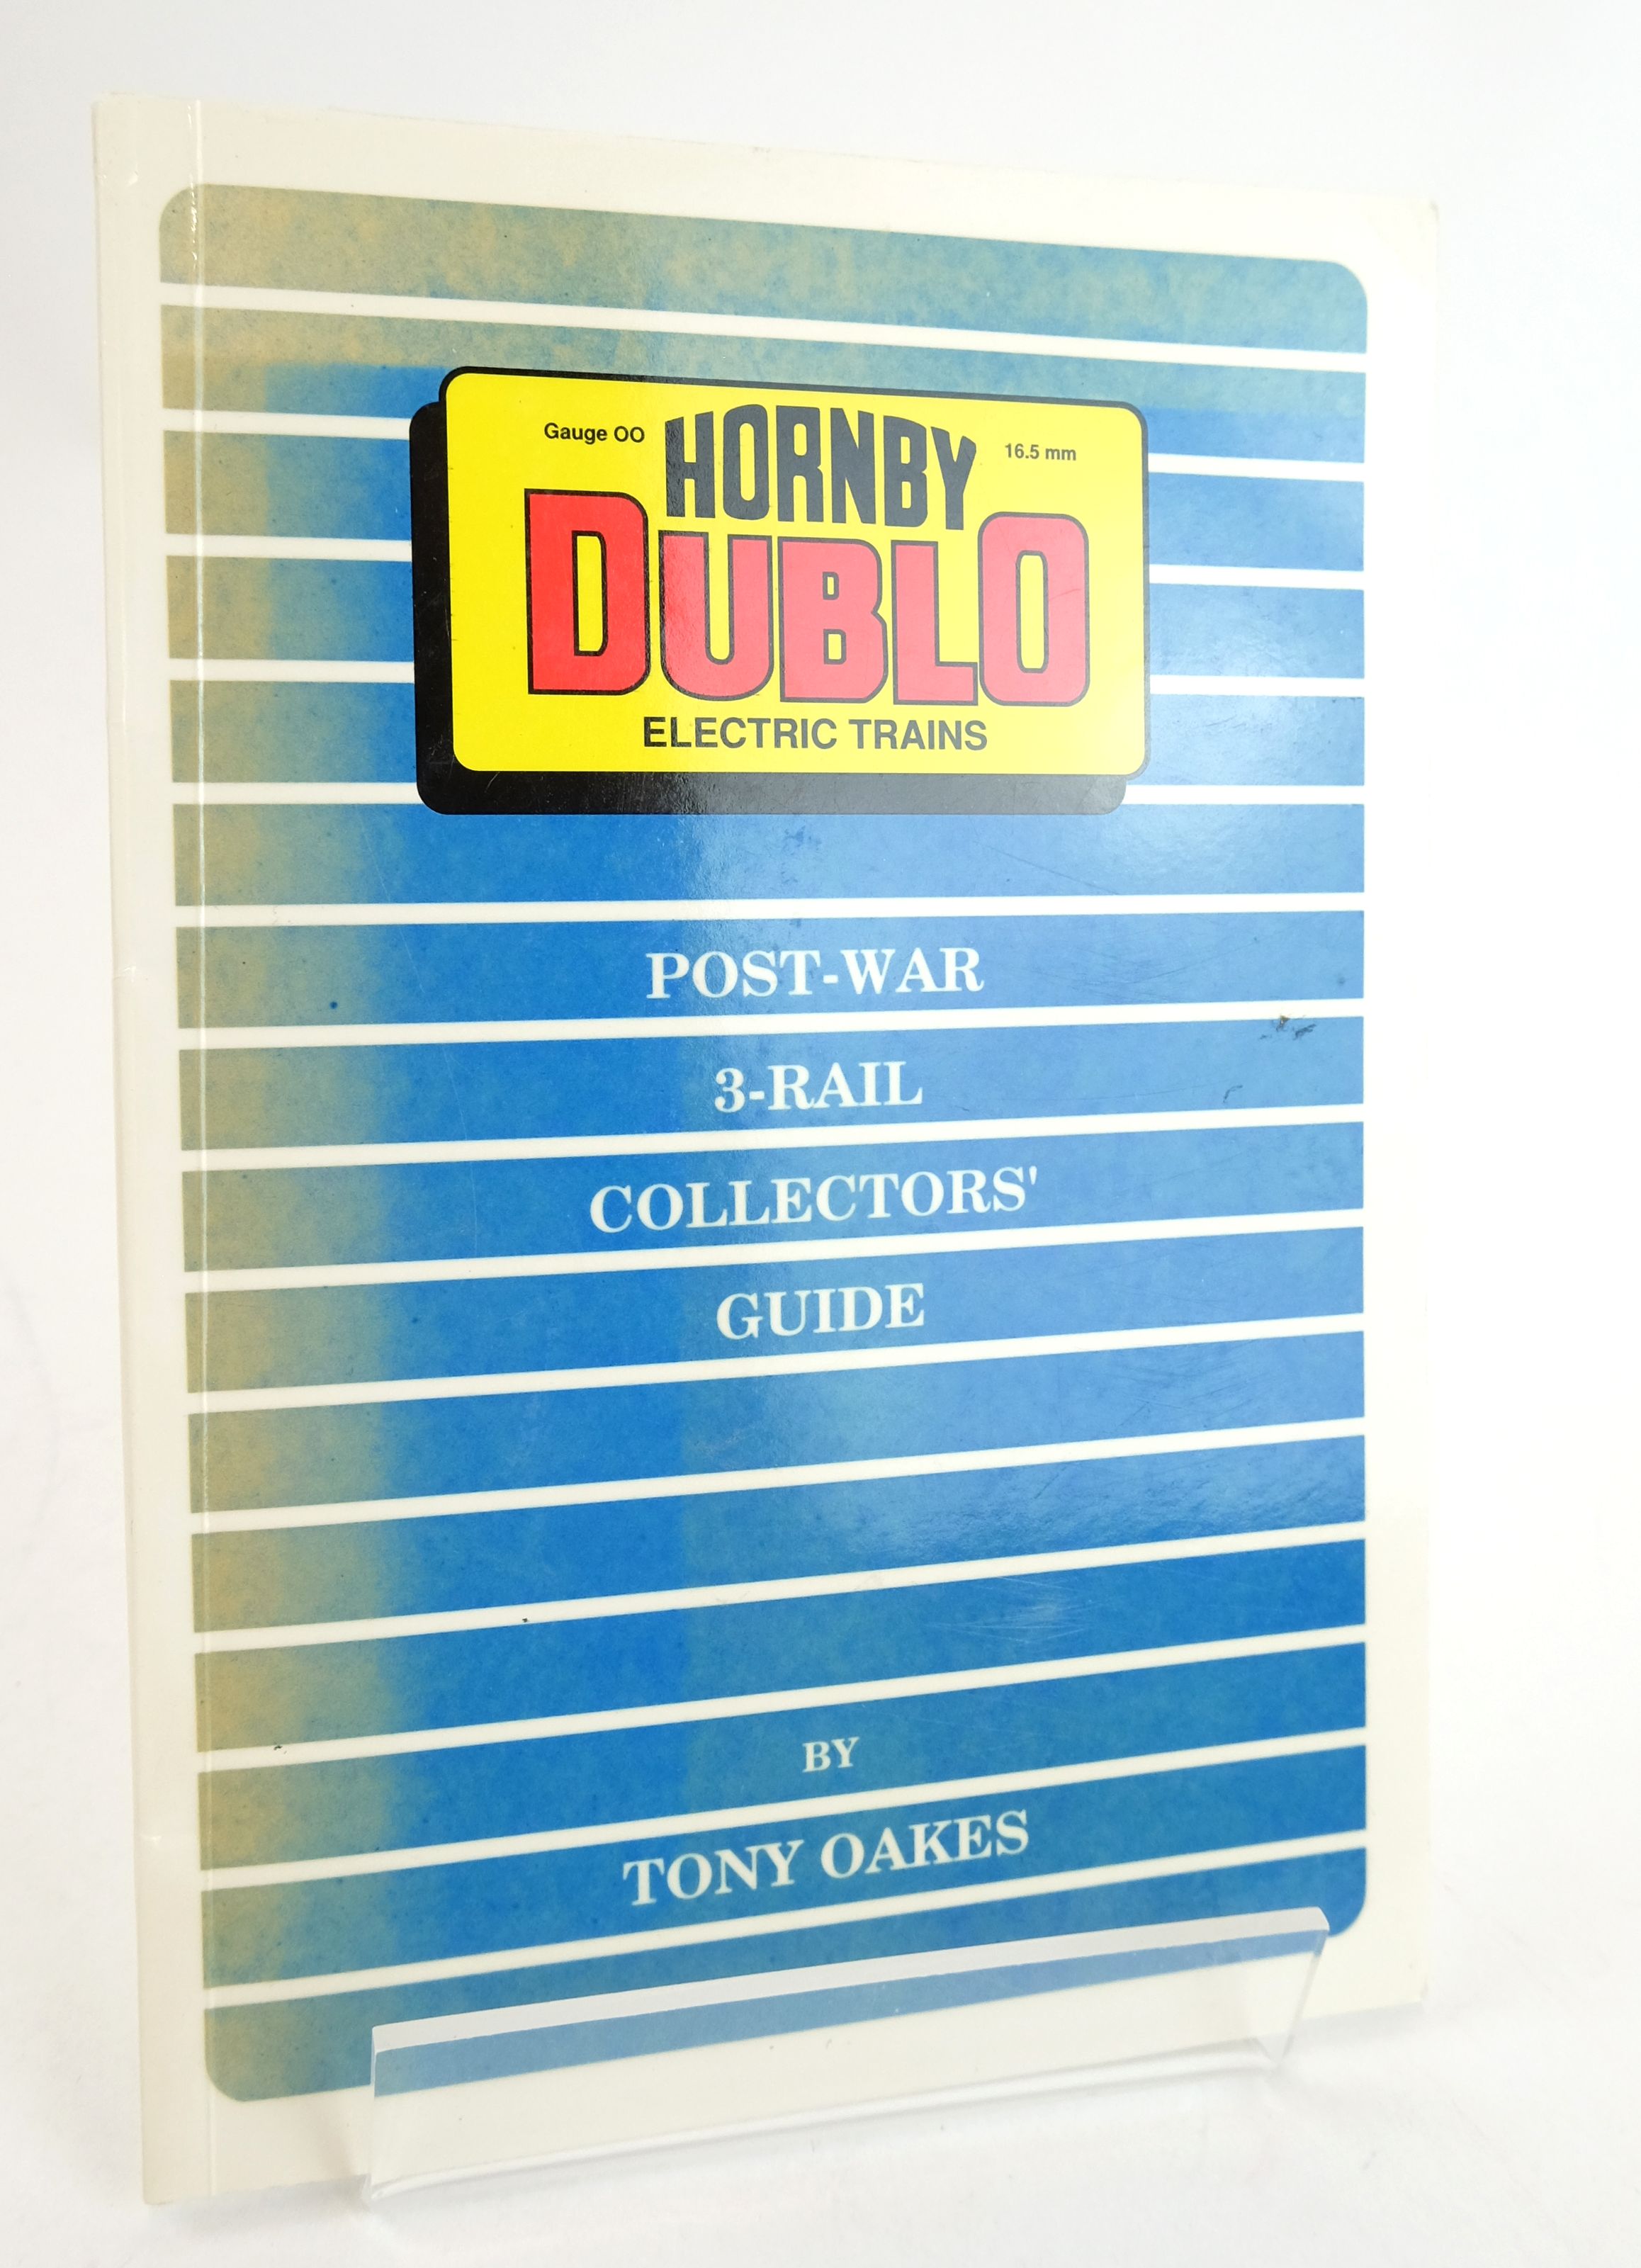 Gauge OO HORNBY 16.5 mm
DUBLO
ELECTRIC TRAINS
POST-WAR
3-RAIL
COLLECTORS'
GUIDE
BY
TONY OAKES